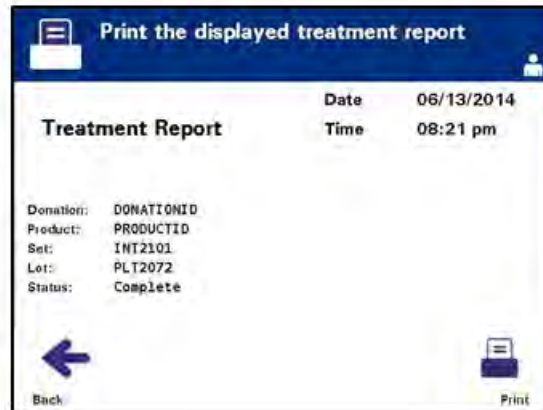 Print the displayed treatment report
Date 06/13/2014
Treatment Report Time 08:21 pm
Donation: DONATIONID
Product: PRODUCTID
Set: INT2101
Lot: PLT2072
Status: Complete
Back Print